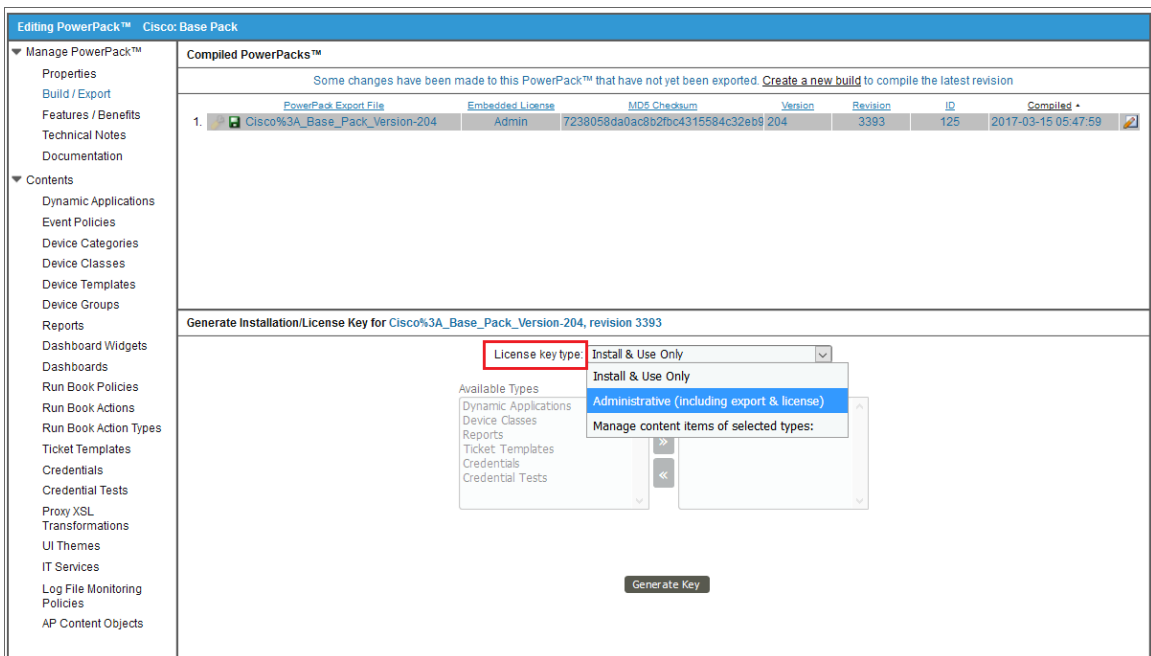 Editing PowerPack™ Cisco: Base Pack
Manage PowerPack™
Properties
Build / Export
Features / Benefits
Technical Notes
Documentation
Contents
Dynamic Applications
Event Policies
Device Categories
Device Classes
Device Templates
Device Groups
Reports
Dashboard Widgets
Dashboards
Run Book Policies
Run Book Actions
Run Book Action Types
Ticket Templates
Credentials
Credential Tests
Proxy XSL
Transformations
UI Themes
IT Services
Log File Monitoring
Policies
AP Content Objects
Compiled PowerPacks™
Some changes have been made to this PowerPack™ that have not yet been exported. Create a new build to compile the latest revision
PowerPack Export File Embedded License MD5 Checksum Version Revision ID Compiled
1. Cisco%3A_Base_Pack_Version-204 Admin 7238058da0ac8b2fbc4315584c32eb9 204 3393 125 2017-03-15 05:47:59
Generate Installation/License Key for Cisco%3A_Base_Pack_Version-204, revision 3393
License key type: Install & Use Only
Install & Use Only
Administrative (including export & license)
Manage content items of selected types:
Available Types
Dynamic Applications
Device Classes
Reports
Ticket Templates
Credentials
Credential Tests
»
«
Generate Key